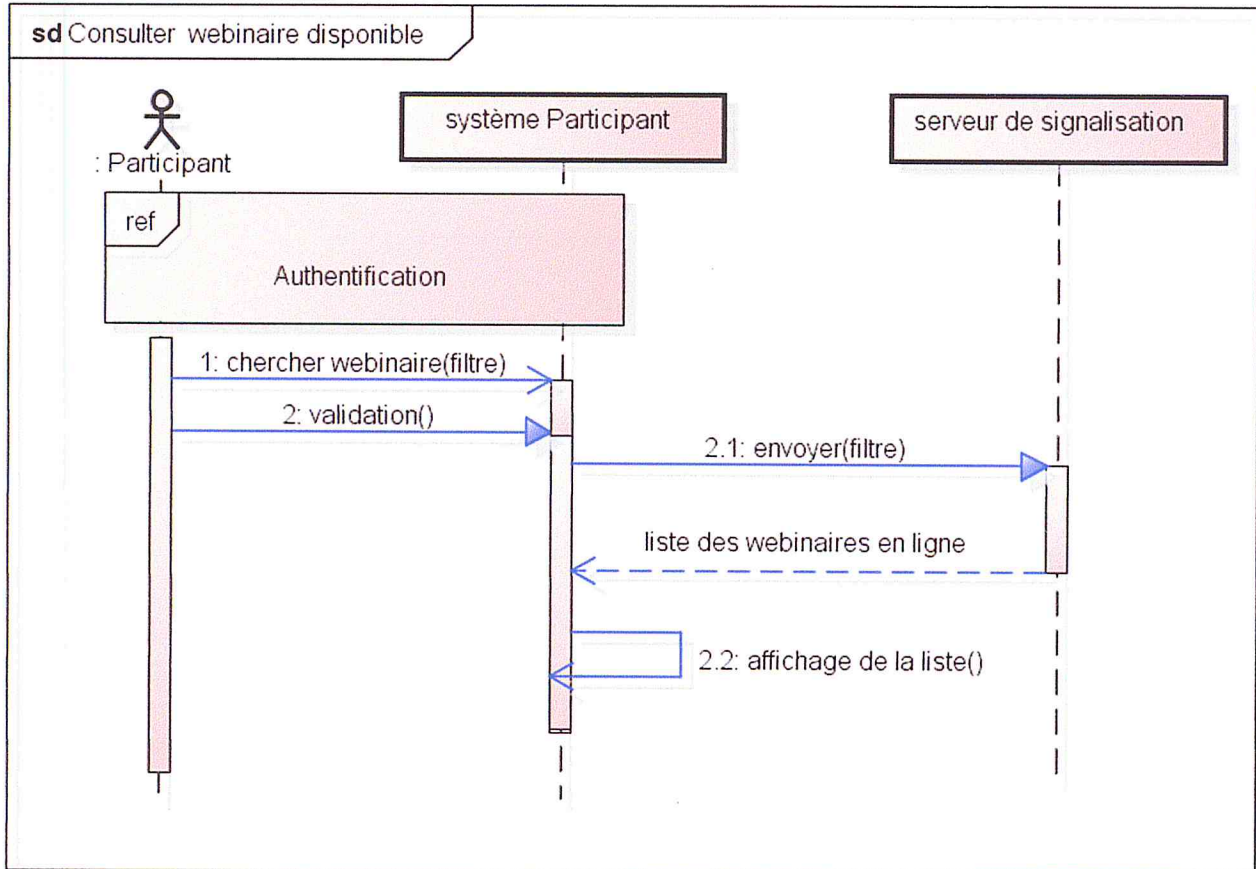 sd Consulter webinaire disponible
: Participant
système Participant
serveur de signalisation
ref
Authentification
1: chercher webinaire(filtre)
2: validation()
2.1: envoyer(filtre)
liste des webinaires en ligne
2.2: affichage de la liste()